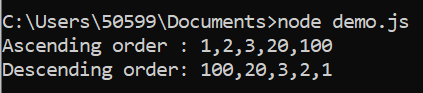 C:\Users\50599\Documents>node demo.js
Ascending order : 1,2,3,20,100
Descending order: 100,20,3,2,1